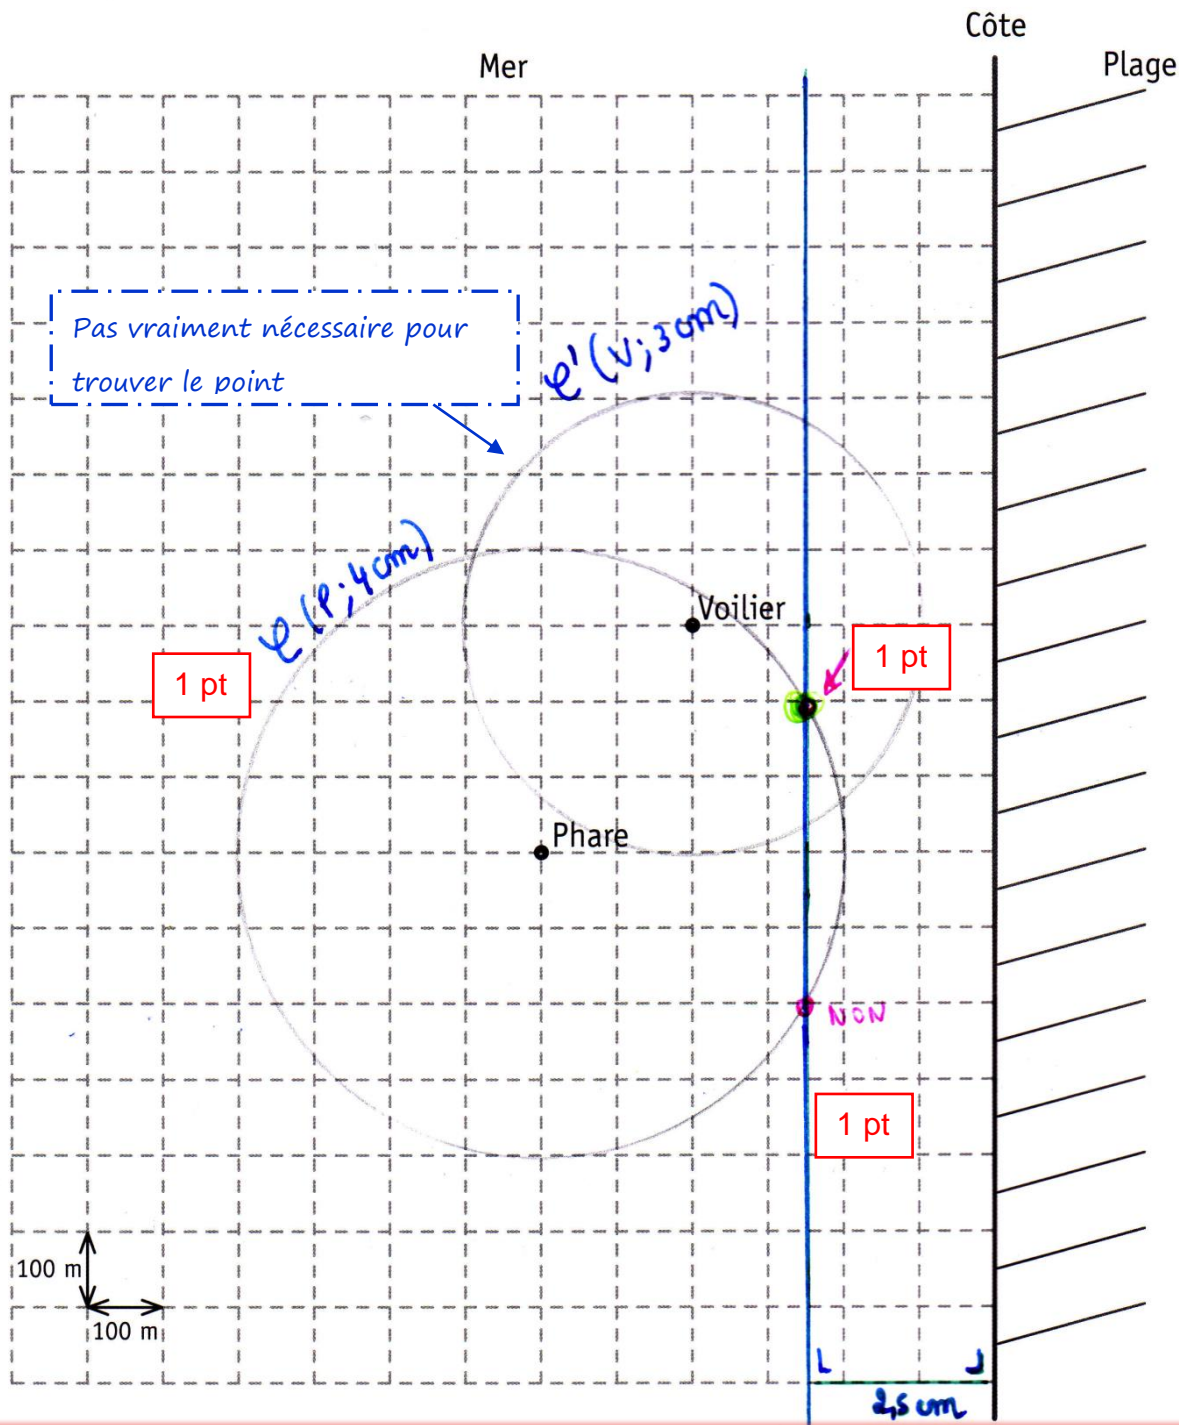 Côte
Mer
Plage
Pas vraiment nécessaire pour
trouver le point
𝒞'(V;3cm)
𝒞(P;4cm)
Voilier
1 pt
1 pt
Phare
NON
1 pt
100 m
100 m
2,5 cm